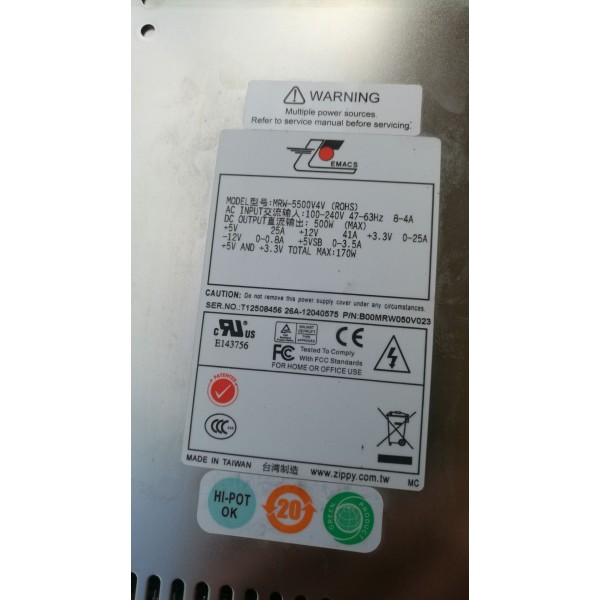 WARNING
Multiple power sources.
Refer to service manual before servicing.
EMACS
MODEL型号:MRW-5500V4V (ROHS)
AC INPUT交流输入:100-240V 47-63Hz 8-4A
DC OUTPUT直流输出: 500W (MAX)
+5V 25A +12V 41A +3.3V 0-25A
-12V 0-0.8A +5VSB 0-3.5A
+5V AND +3.3V TOTAL MAX:170W
CAUTION: Do not remove this power supply cover under any circumstances.
SER.NO.:T12508456 26A-12040575 P/N:B00MRW050V023
c RU US
E143756
CE
FC Tested To Comply
With FCC Standards
FOR HOME OR OFFICE USE
PATENTED
CCC
MADE IN TAIWAN 台湾制造 www.zippy.com.tw MC
HI-POT
OK
20
GREEN PRODUCT